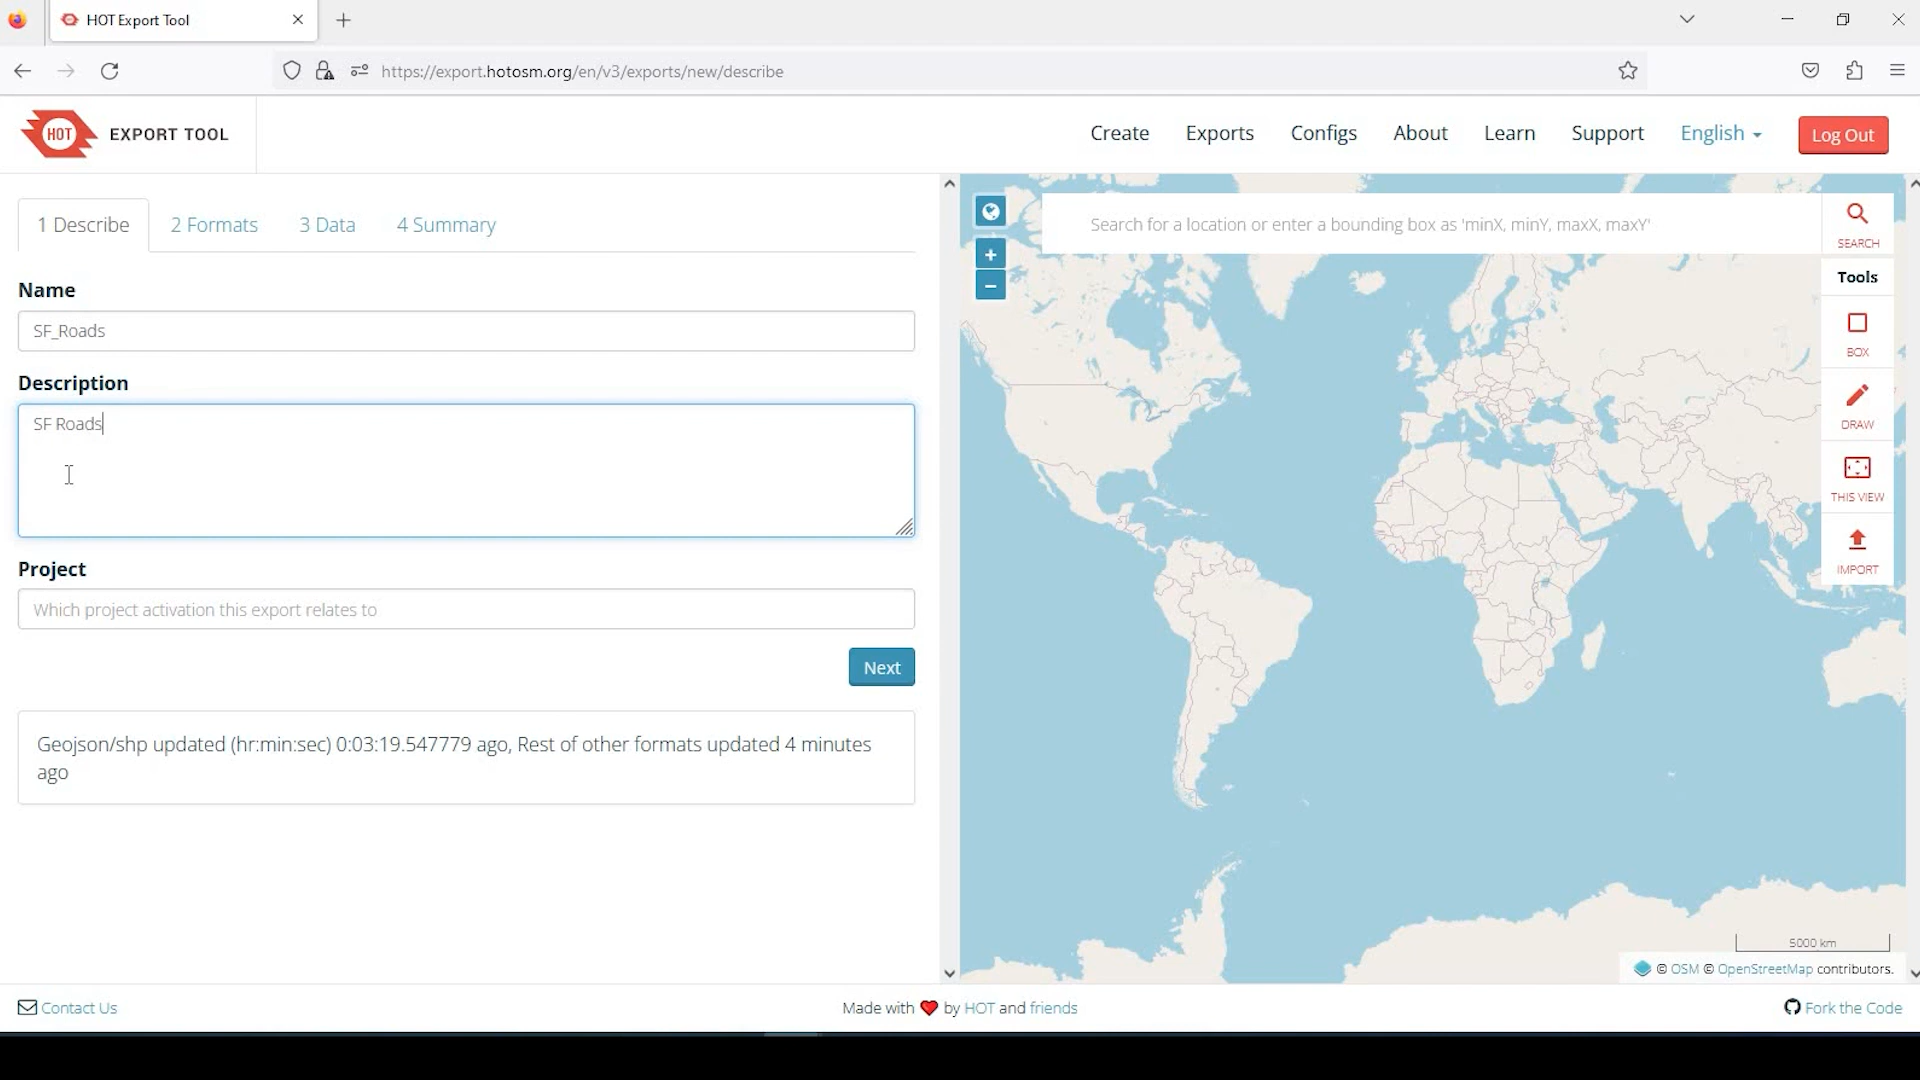 HOT Export Tool
https://export.hotosm.org/en/v3/exports/new/describe
HOT EXPORT TOOL
Create Exports Configs About Learn Support English Log Out
1 Describe 2 Formats 3 Data 4 Summary
Search for a location or enter a bounding box as 'minX, minY, maxX, maxY'
SEARCH
Tools
BOX
DRAW
THIS VIEW
IMPORT
Name
SF_Roads
Description
SF Roads
Project
Which project activation this export relates to
Next
Geojson/shp updated (hr:min:sec) 0:03:19.547779 ago, Rest of other formats updated 4 minutes
ago
5000 km
© OSM © OpenStreetMap contributors.
Contact Us
Made with ❤ by HOT and friends
Fork the Code